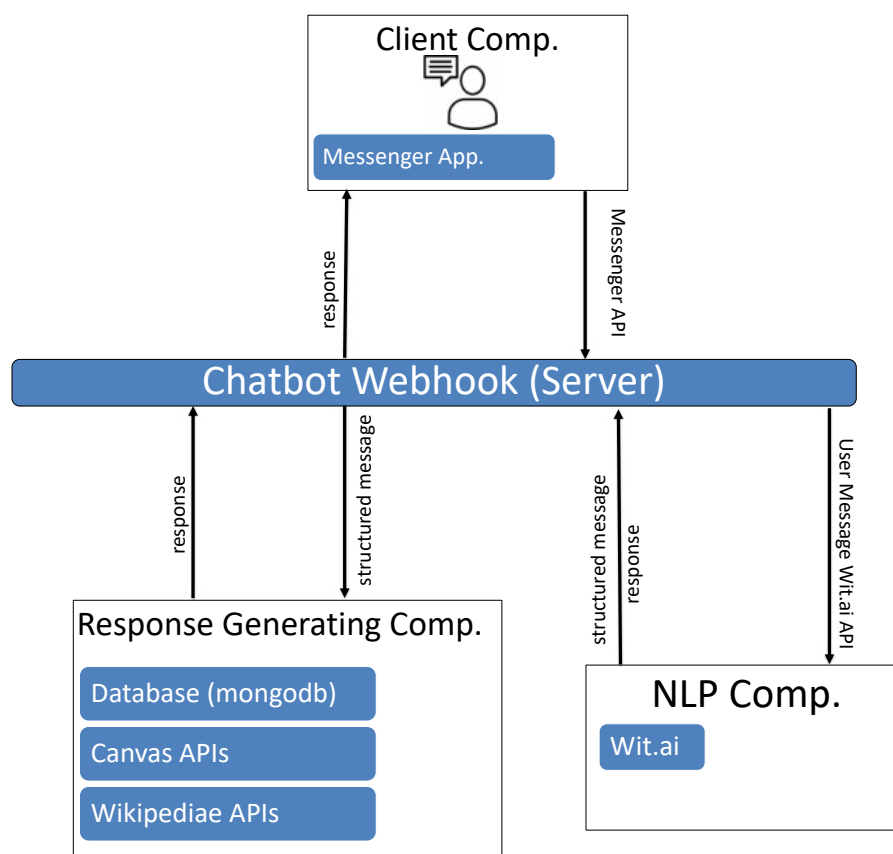 Client Comp.
Messenger App.
response
Messenger API
Chatbot Webhook (Server)
response
structured message
structured message
response
User Message Wit.ai API
Response Generating Comp.
Database (mongodb)
Canvas APIs
Wikipediae APIs
NLP Comp.
Wit.ai